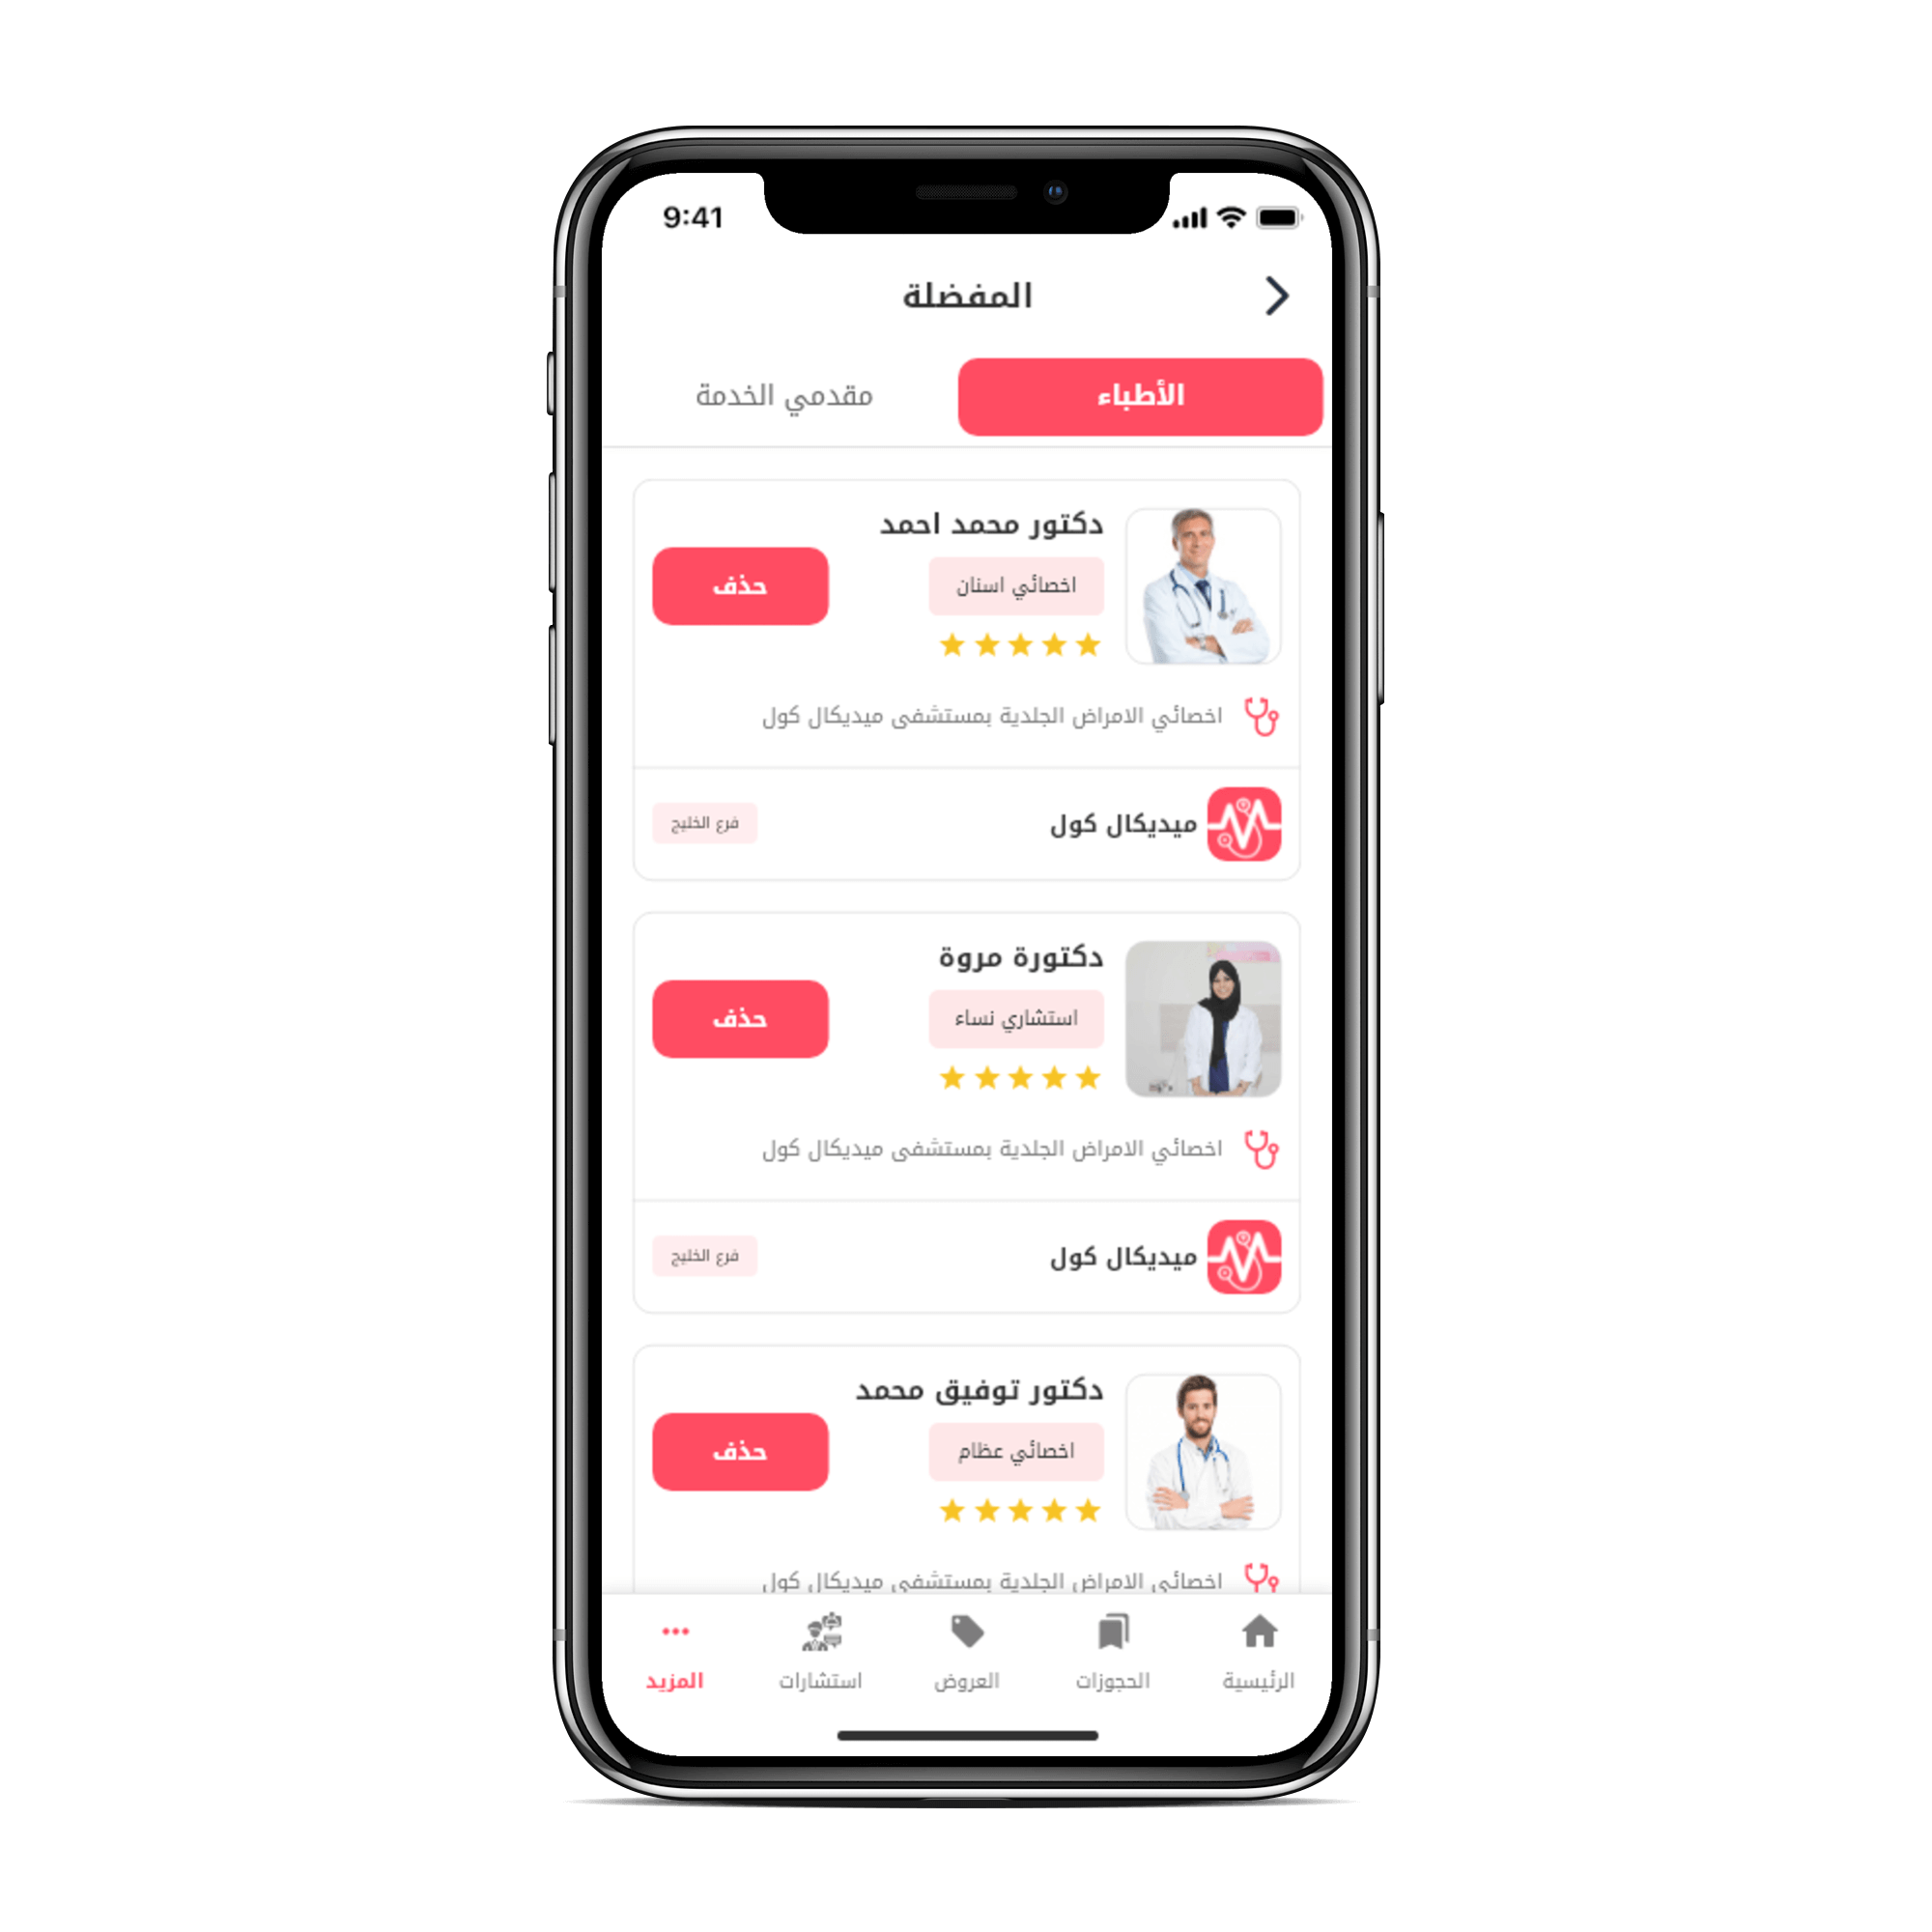 9:41
المفضلة
الأطباء
مقدمي الخدمة
دكتور محمد احمد
اخصائي اسنان
حذف
اخصائي الامراض الجلدية بمستشفى ميديكال كول
ميديكال كول
فرع الخليج
دكتورة مروة
استشاري نساء
حذف
اخصائي الامراض الجلدية بمستشفى ميديكال كول
ميديكال كول
فرع الخليج
دكتور توفيق محمد
اخصائي عظام
حذف
اخصائي الامراض الجلدية بمستشفى ميديكال كول
الرئيسية
الحجوزات
العروض
استشارات
المزيد